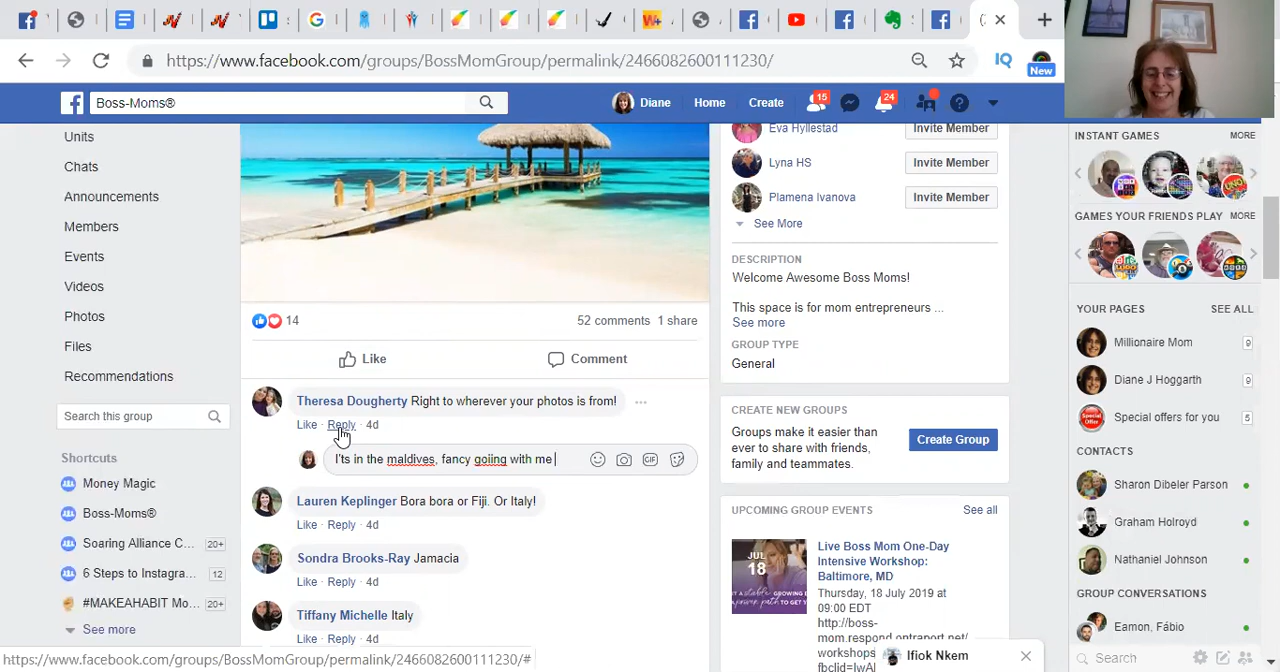 https://www.facebook.com/groups/BossMomGroup/permalink/2466082600111230/
IQ
New
Boss-Moms®
Diane
Home
Create
15
24
Units
Chats
Announcements
Members
Events
Videos
Photos
Files
Recommendations
Search this group
Shortcuts
Money Magic
Boss-Moms®
Soaring Alliance C...
20+
6 Steps to Instagra...
12
#MAKEAHABIT Mo...
20+
See more
14
52 comments 1 share
Like
Comment
Theresa Dougherty Right to wherever your photos is from!
Like · Reply · 4d
I'ts in the maldives, fancy goiing with me
GIF
Lauren Keplinger Bora bora or Fiji. Or Italy!
Like · Reply · 4d
Sondra Brooks-Ray Jamacia
Like · Reply · 4d
Tiffany Michelle Italy
Like · Reply · 4d
Eva Hyllestad
Invite Member
Lyna HS
Invite Member
Plamena Ivanova
Invite Member
See More
DESCRIPTION
Welcome Awesome Boss Moms!
This space is for mom entrepreneurs ...
See more
GROUP TYPE
General
CREATE NEW GROUPS
Groups make it easier than
ever to share with friends,
family and teammates.
Create Group
UPCOMING GROUP EVENTS
See all
JUL
18
Live Boss Mom One-Day
Intensive Workshop:
Baltimore, MD
Thursday, 18 July 2019 at
09:00 EDT
http://boss-
mom.respond.ontraport.net/
workshops
fbclid=IwAl
INSTANT GAMES
MORE
GAMES YOUR FRIENDS PLAY
MORE
YOUR PAGES
SEE ALL
Millionaire Mom
9
Diane J Hoggarth
9
Special offers for you
5
CONTACTS
Sharon Dibeler Parson
Graham Holroyd
Nathaniel Johnson
GROUP CONVERSATIONS
Eamon, Fábio
Search
Ifiok Nkem
https://www.facebook.com/groups/BossMomGroup/permalink/2466082600111230/#